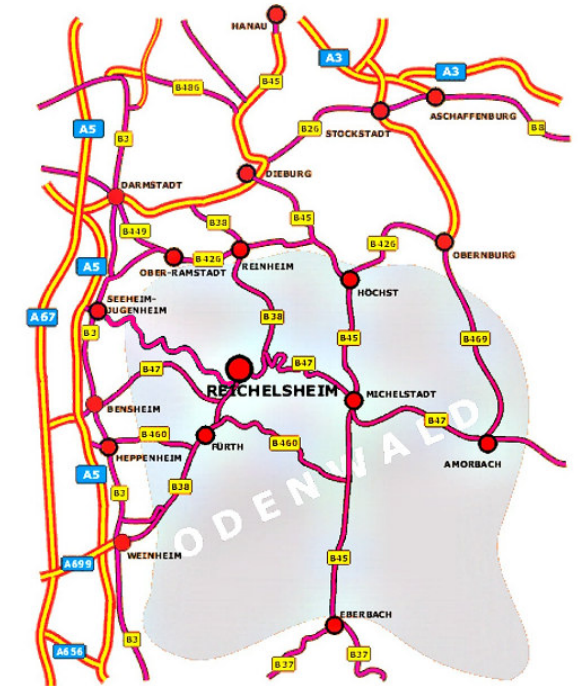 HANAU
A3
A3
B486
B45
ASCHAFFENBURG
A5
B3
B26
STOCKSTADT
B8
DIEBURG
DARMSTADT
B449
B38
B45
B426
OBERNBURG
A5
B426
OBER-RAMSTADT
REINHEIM
HÖCHST
SEEHEIM-
JUGENHEIM
A67
B3
B38
B45
B469
B47
B47
REICHELSHEIM
MICHELSTADT
BENSHEIM
B47
B460
FÜRTH
B460
HEPPENHEIM
AMORBACH
A5
B3
B38
ODENWALD
WEINHEIM
A699
B45
EBERBACH
B3
A656
B37
B37